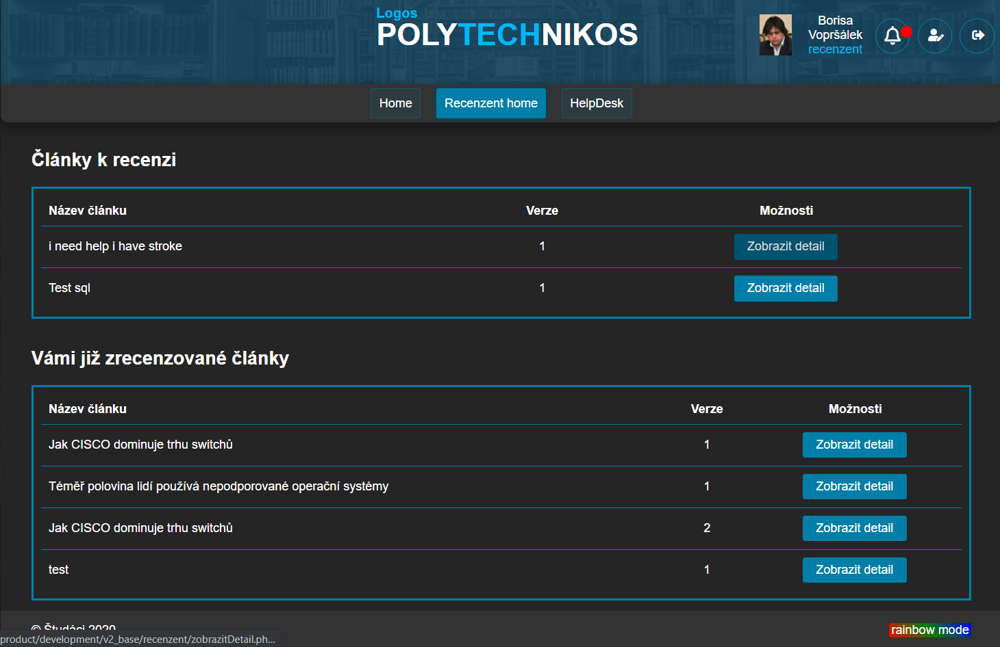 Logos
POLYTECHNIKOS
Borisa
Vopršálek
recenzent
Home Recenzent home HelpDesk
Články k recenzi
Název článku Verze Možnosti
i need help i have stroke 1 Zobrazit detail
Test sql 1 Zobrazit detail
Vámi již zrecenzované články
Název článku Verze Možnosti
Jak CISCO dominuje trhu switchů 1 Zobrazit detail
Téměř polovina lidí používá nepodporované operační systémy 1 Zobrazit detail
Jak CISCO dominuje trhu switchů 2 Zobrazit detail
test 1 Zobrazit detail
© Študáci 2020 rainbow mode
product/development/v2_base/recenzent/zobrazitDetail.ph...